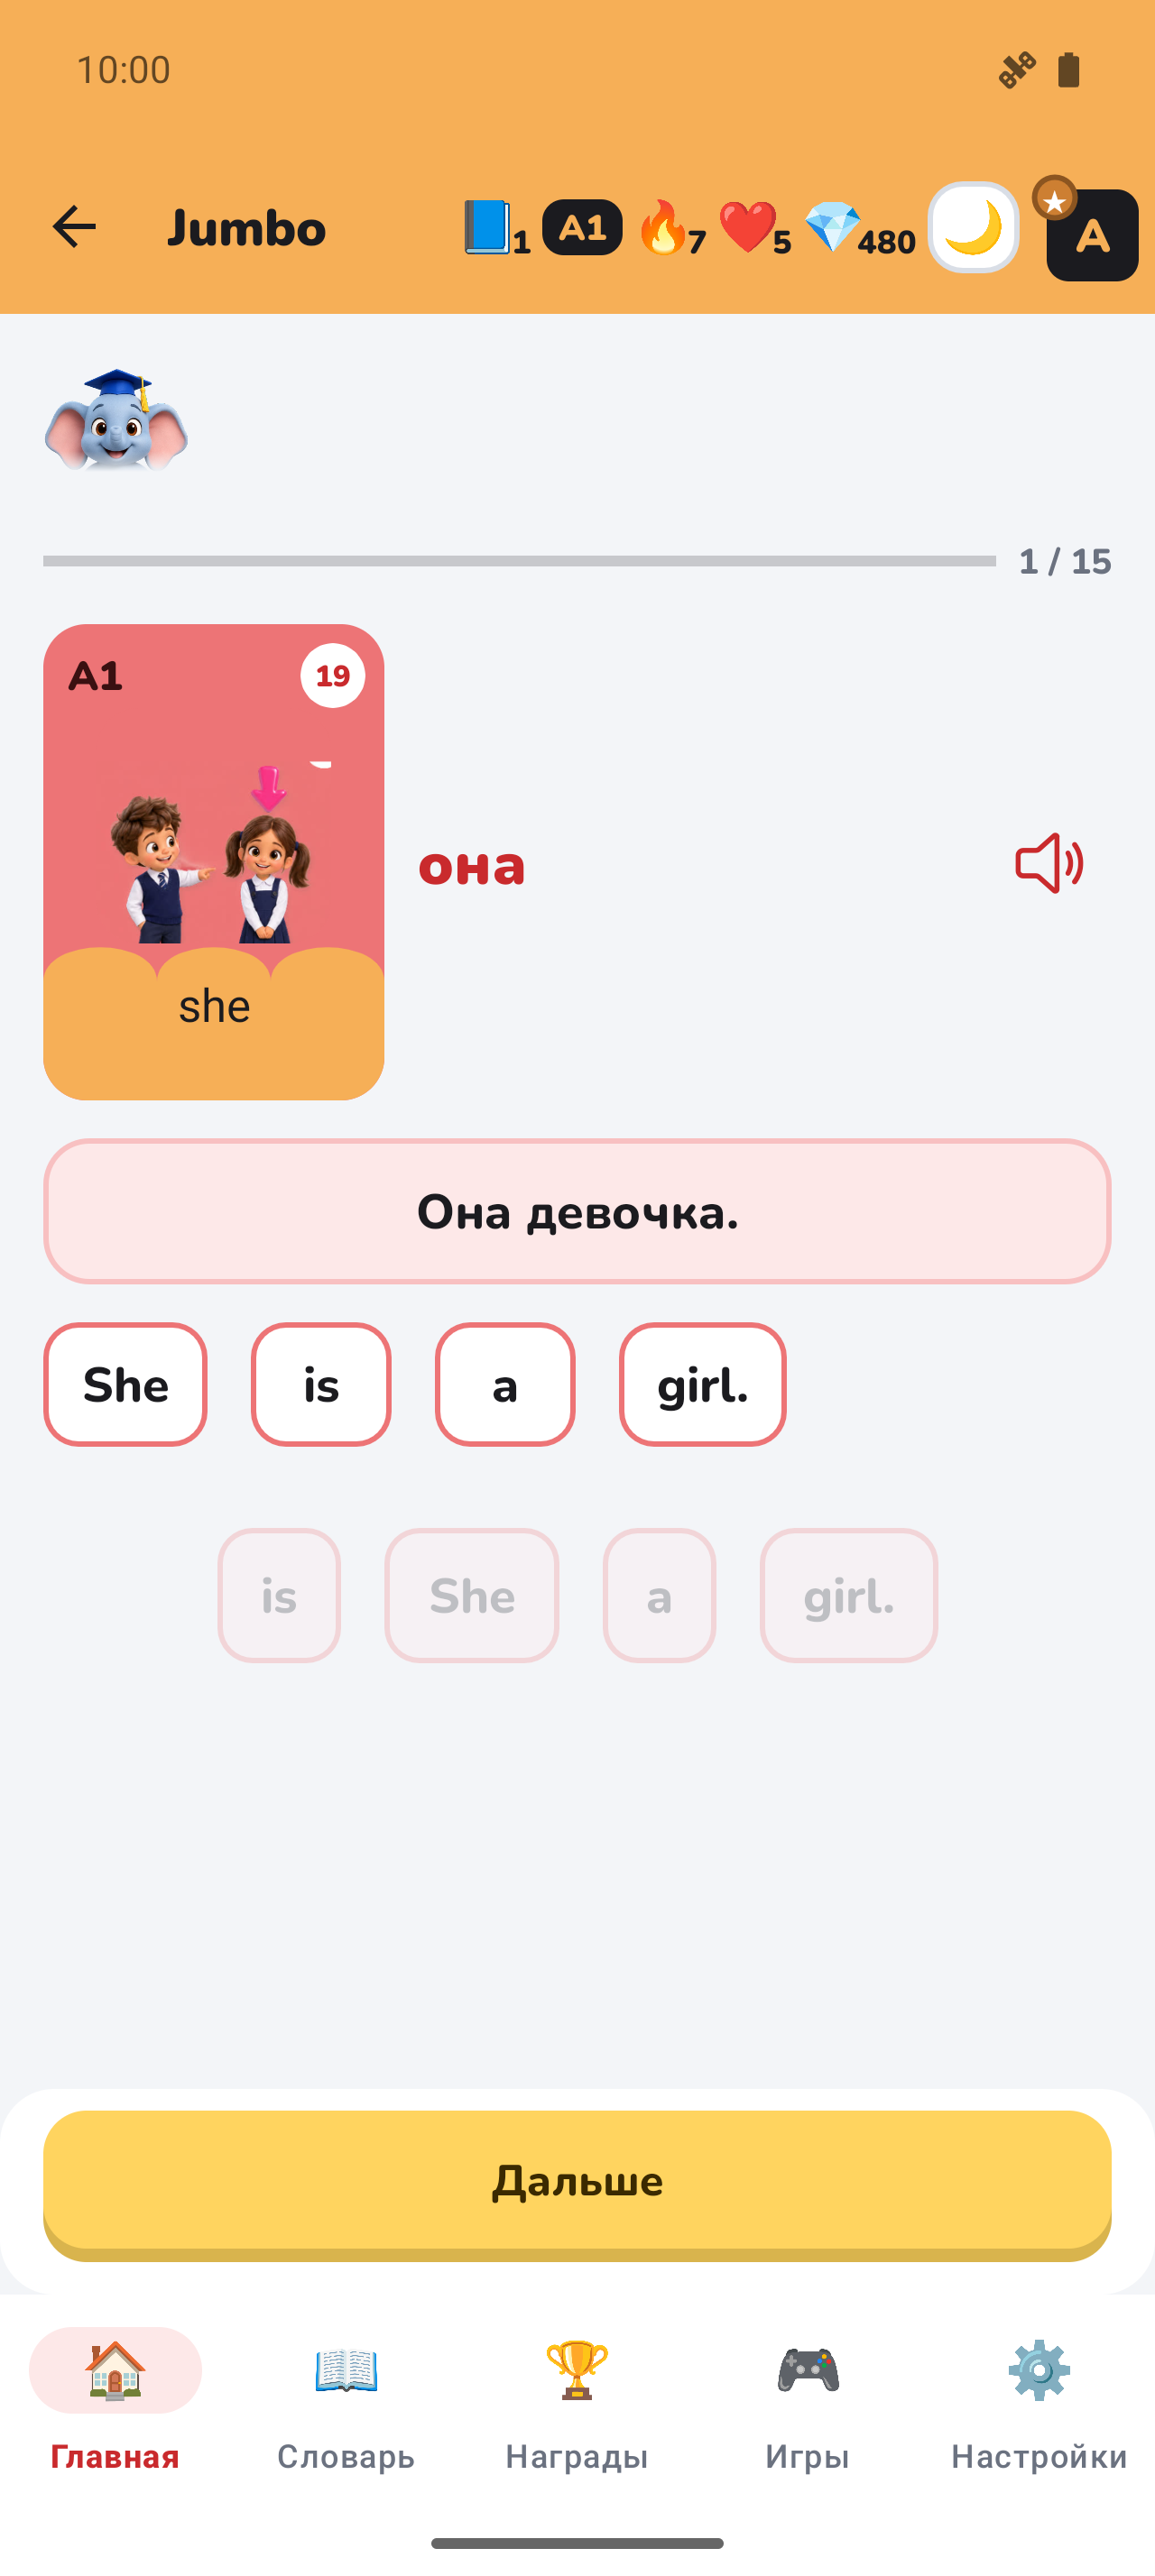 10:00
Jumbo
1 A1 7 5 480 A
1 / 15
A1 19
она
she
Она девочка.
She is a girl.
is She a girl.
Дальше
Главная Словарь Награды Игры Настройки